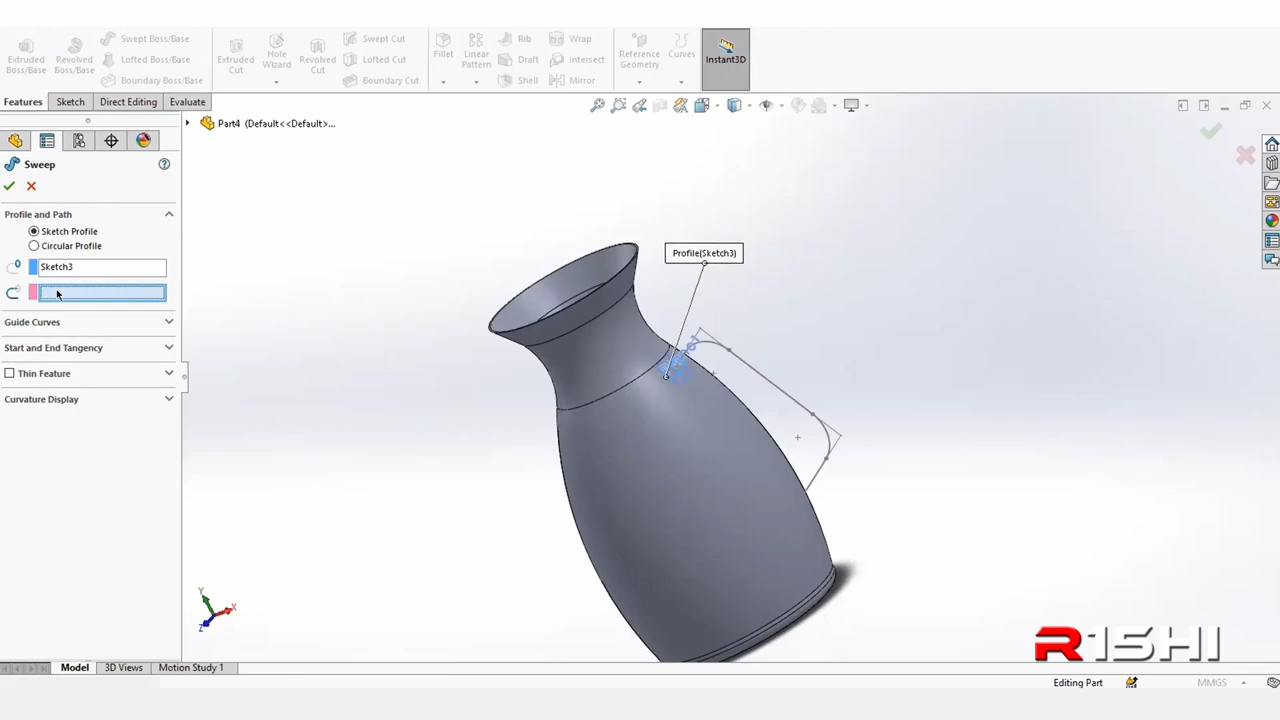 Extruded Boss/Base
Revolved Boss/Base
Swept Boss/Base
Lofted Boss/Base
Boundary Boss/Base
Extruded Cut
Hole Wizard
Revolved Cut
Swept Cut
Lofted Cut
Boundary Cut
Fillet
Linear Pattern
Rib
Draft
Shell
Wrap
Intersect
Mirror
Reference Geometry
Curves
Instant3D
Features
Sketch
Direct Editing
Evaluate
Part4 (Default<<Default>...
Sweep
Profile and Path
Sketch Profile
Circular Profile
Sketch3
Guide Curves
Start and End Tangency
Thin Feature
Curvature Display
Profile(Sketch3)
Y
X
Z
R15HI
Model
3D Views
Motion Study 1
Editing Part
MMGS